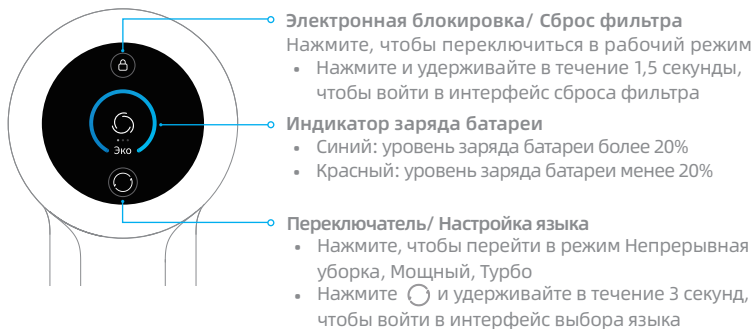 Электронная блокировка/ Сброс фильтра
Нажмите, чтобы переключиться в рабочий режим
• Нажмите и удерживайте в течение 1,5 секунды,
чтобы войти в интерфейс сброса фильтра
Эко
Индикатор заряда батареи
• Синий: уровень заряда батареи более 20%
• Красный: уровень заряда батареи менее 20%
Переключатель/ Настройка языка
• Нажмите, чтобы перейти в режим Непрерывная
уборка, Мощный, Турбо
• Нажмите и удерживайте в течение 3 секунд,
чтобы войти в интерфейс выбора языка